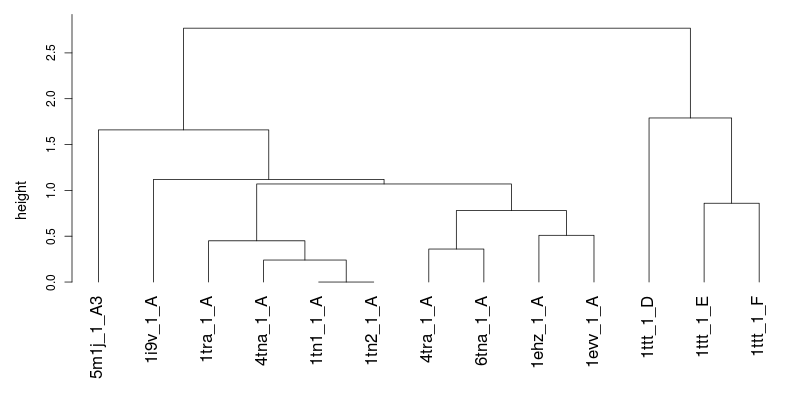 height
2.5
2.0
1.5
1.0
0.5
0.0
5m1j_1_A3
1i9v_1_A
1tra_1_A
4tna_1_A
1tn1_1_A
1tn2_1_A
4tra_1_A
6tna_1_A
1ehz_1_A
1evv_1_A
1ttt_1_D
1ttt_1_E
1ttt_1_F